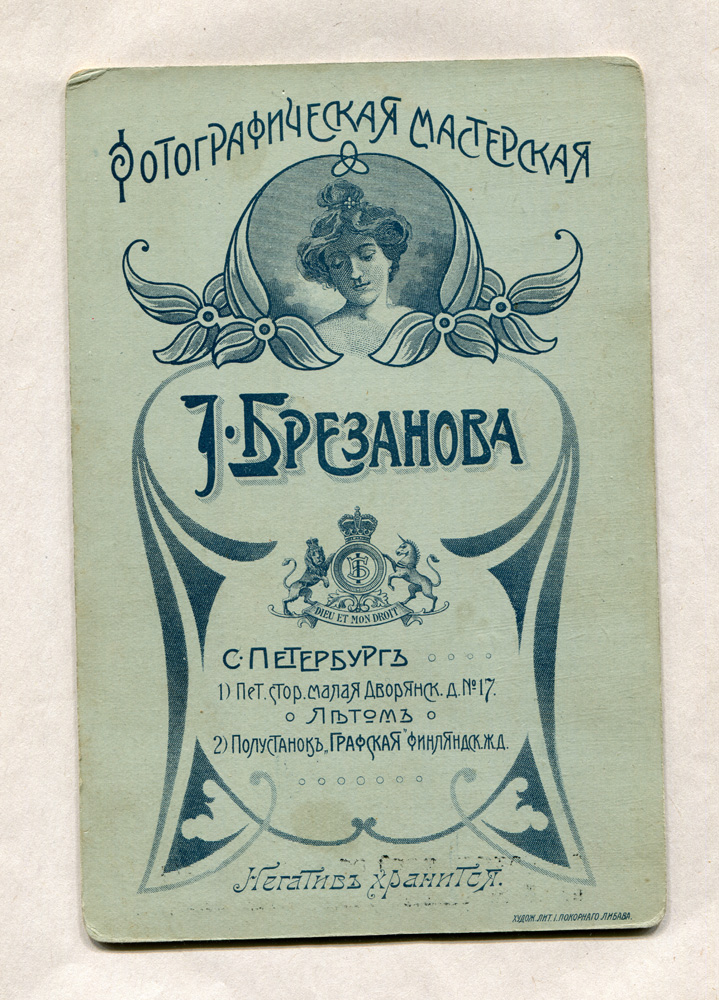 Фотографическая мастерская
І. Брезанова
DIEU ET MON DROIT
С. ПЕТЕРБУРГЪ
1) Пет. стор. малая Дворянск. д. №17.
ЛѢТОМЪ
2) Полустанокъ „ГРАФСКАЯ" Финляндск. ж.д.
Негативъ хранится.
ХУДОЖ. ЛИТ. І. ПОКОРНАГО ЛИБАВА.